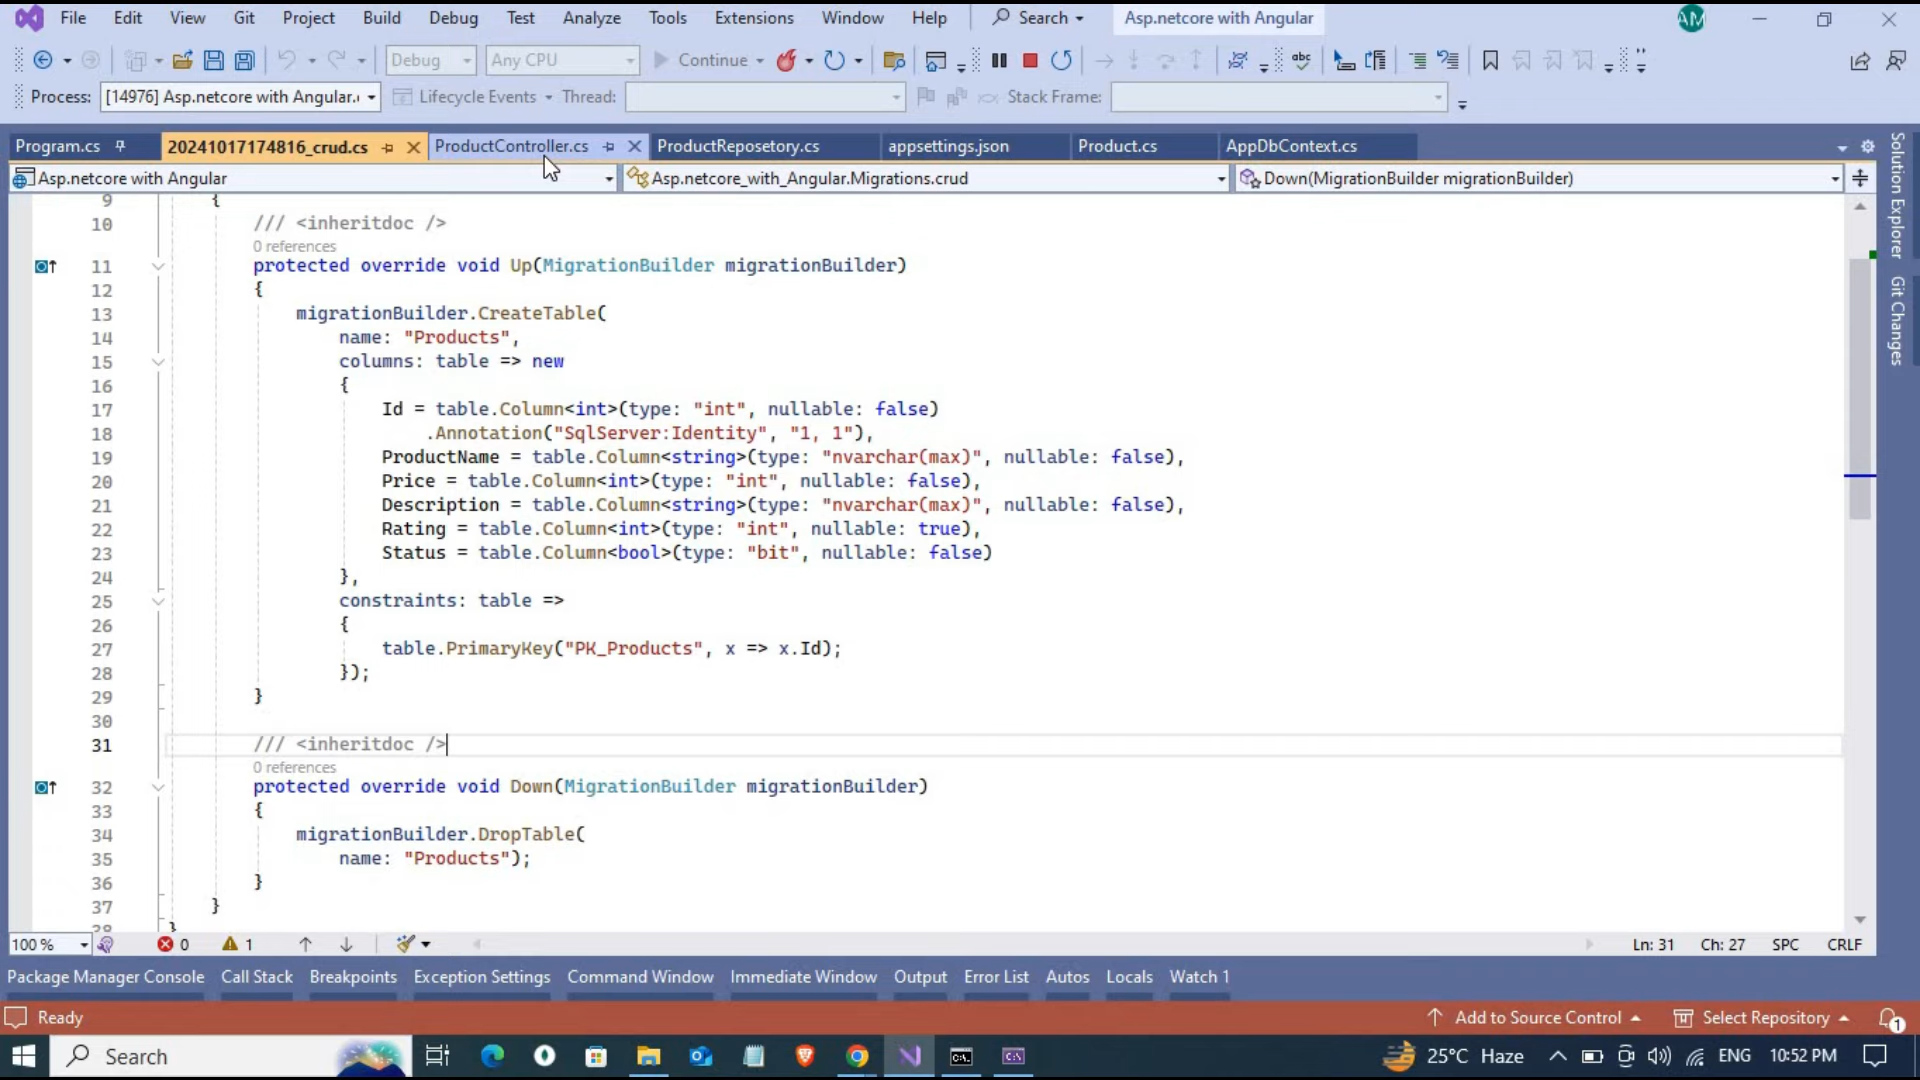 File Edit View Git Project Build Debug Test Analyze Tools Extensions Window Help Search Asp.netcore with Angular AM
Debug Any CPU Continue abc
Process: [14976] Asp.netcore with Angular. Lifecycle Events Thread: Stack Frame:
Program.cs 20241017174816_crud.cs ProductController.cs ProductReposetory.cs appsettings.json Product.cs AppDbContext.cs
Asp.netcore with Angular Asp.netcore_with_Angular.Migrations.crud Down(MigrationBuilder migrationBuilder)
Solution Explorer
Git Changes
9 {
10 /// <inheritdoc />
0 references
11 protected override void Up(MigrationBuilder migrationBuilder)
12 {
13 migrationBuilder.CreateTable(
14 name: "Products",
15 columns: table => new
16 {
17 Id = table.Column<int>(type: "int", nullable: false)
18 .Annotation("SqlServer:Identity", "1, 1"),
19 ProductName = table.Column<string>(type: "nvarchar(max)", nullable: false),
20 Price = table.Column<int>(type: "int", nullable: false),
21 Description = table.Column<string>(type: "nvarchar(max)", nullable: false),
22 Rating = table.Column<int>(type: "int", nullable: true),
23 Status = table.Column<bool>(type: "bit", nullable: false)
24 },
25 constraints: table =>
26 {
27 table.PrimaryKey("PK_Products", x => x.Id);
28 });
29 }
30
31 /// <inheritdoc />
0 references
32 protected override void Down(MigrationBuilder migrationBuilder)
33 {
34 migrationBuilder.DropTable(
35 name: "Products");
36 }
37 }
38 }
100 % 0 1 Ln: 31 Ch: 27 SPC CRLF
Package Manager Console Call Stack Breakpoints Exception Settings Command Window Immediate Window Output Error List Autos Locals Watch 1
Ready Add to Source Control Select Repository 1
Search 25°C Haze ENG 10:52 PM